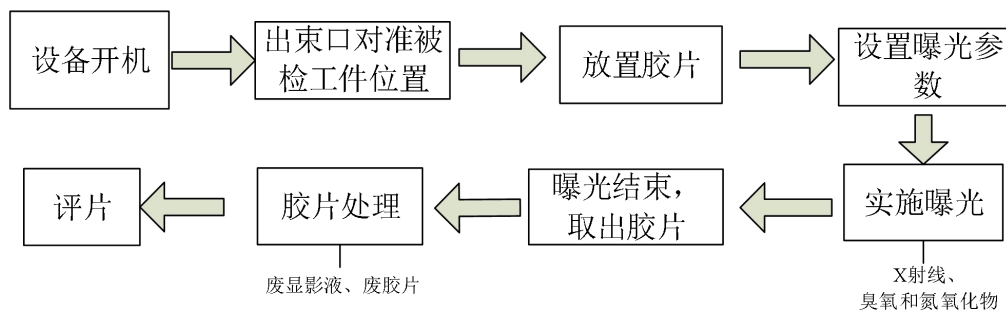 设备开机
出束口对准被
检工件位置
放置胶片
设置曝光参
数
实施曝光
X射线、
臭氧和氮氧化物
曝光结束，
取出胶片
胶片处理
废显影液、废胶片
评片